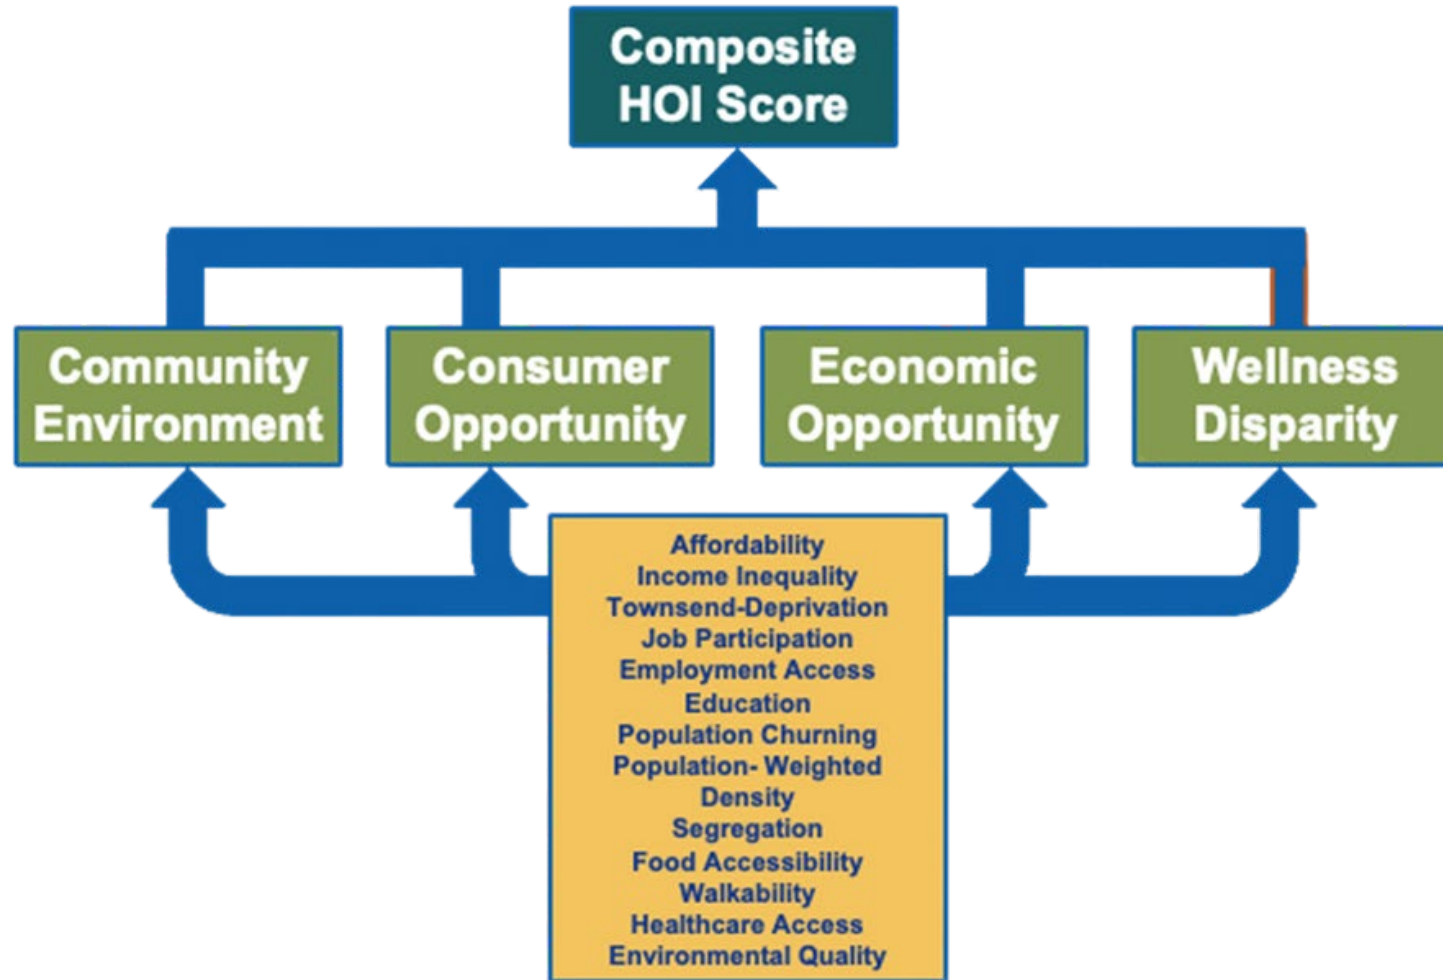 Composite
HOI Score
Community
Environment
Consumer
Opportunity
Economic
Opportunity
Wellness
Disparity
Affordability
Income Inequality
Townsend-Deprivation
Job Participation
Employment Access
Education
Population Churning
Population- Weighted
Density
Segregation
Food Accessibility
Walkability
Healthcare Access
Environmental Quality